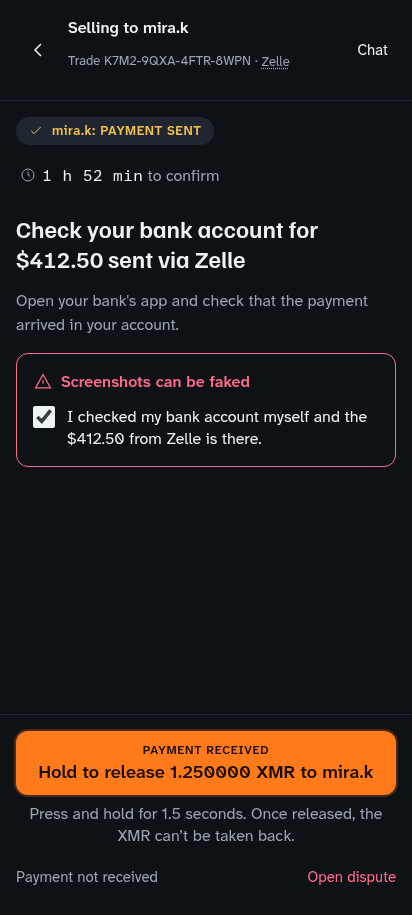 Selling to mira.k
Trade K7M2-9QXA-4FTR-8WPN · Zelle
Chat
mira.k: PAYMENT SENT
1 h 52 min to confirm
Check your bank account for
$412.50 sent via Zelle
Open your bank's app and check that the payment
arrived in your account.
Screenshots can be faked
I checked my bank account myself and the
$412.50 from Zelle is there.
PAYMENT RECEIVED
Hold to release 1.250000 XMR to mira.k
Press and hold for 1.5 seconds. Once released, the
XMR can't be taken back.
Payment not received
Open dispute